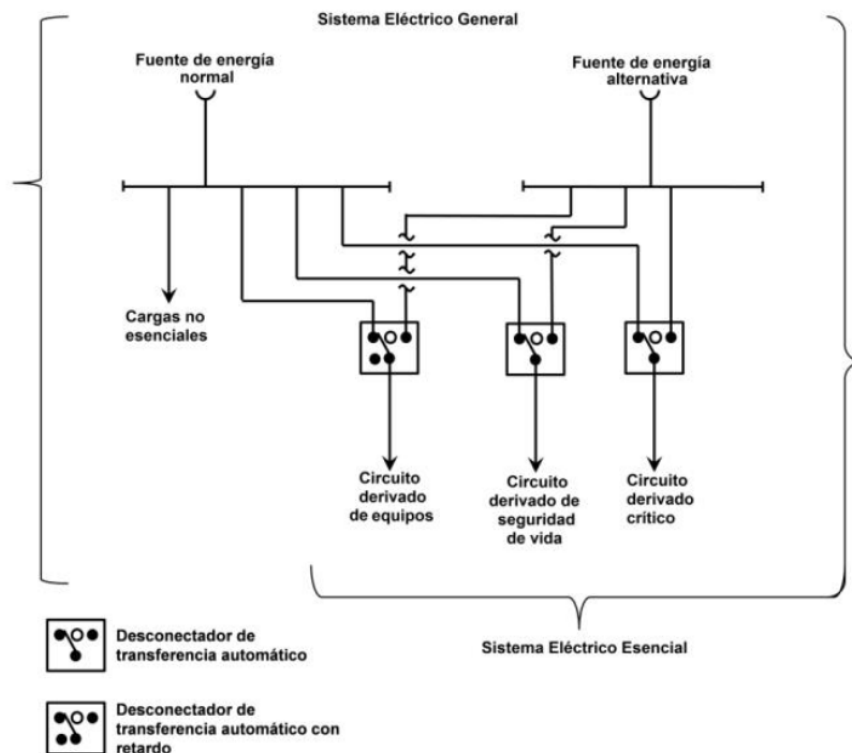 Sistema Eléctrico General
Fuente de energía
normal
Fuente de energía
alternativa
Cargas no
esenciales
Circuito
derivado
de equipos
Circuito
derivado de
seguridad
de vida
Circuito
derivado
crítico
Sistema Eléctrico Esencial
Desconectador de
transferencia automático
Desconectador de
transferencia automático con
retardo